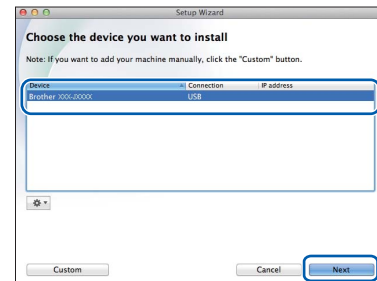 Setup Wizard
Choose the device you want to install
Note: If you want to add your machine manually, click the "Custom" button.
Device Connection IP address
Brother XXX-XXXX USB
Custom Cancel Next